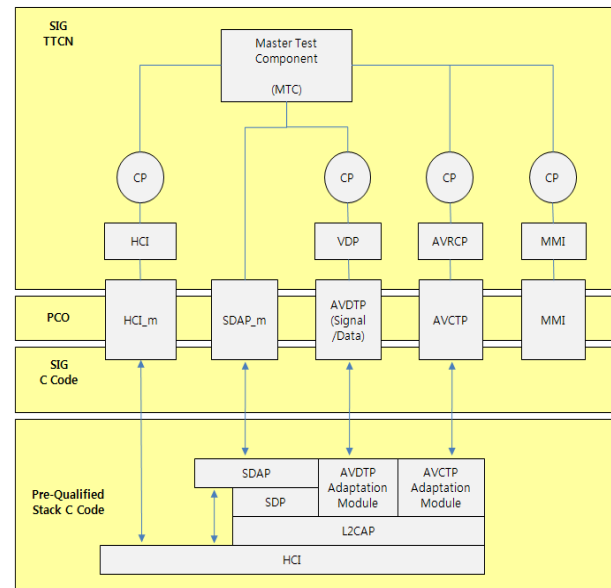 SIG
TTCN
Master Test
Component
(MTC)
CP
CP
CP
CP
HCI
VDP
AVRCP
MMI
PCO
HCI_m
SDAP_m
AVDTP
(Signal
/Data)
AVCTP
MMI
SIG
C Code
Pre-Qualified
Stack C Code
SDAP
AVDTP
Adaptation
Module
AVCTP
Adaptation
Module
SDP
L2CAP
HCI